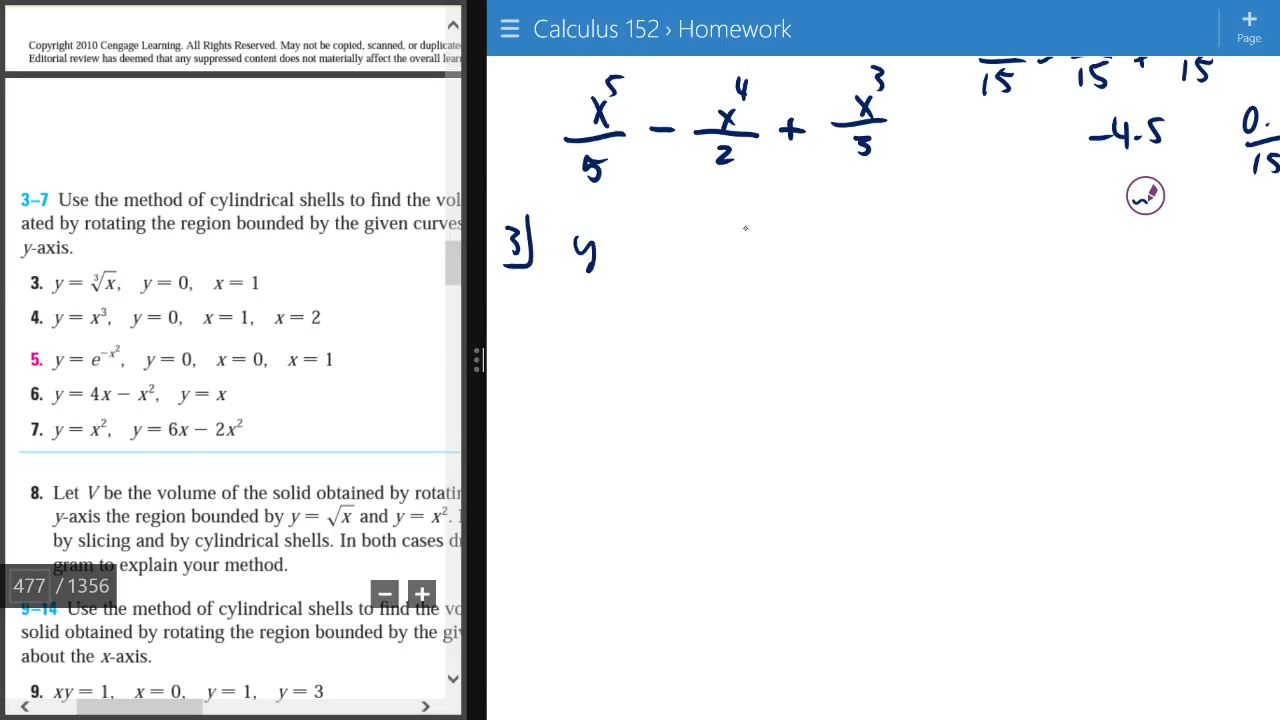 Copyright 2010 Cengage Learning. All Rights Reserved. May not be copied, scanned, or
Editorial review has deemed that any suppressed content does not materially affect the overall
3–7 Use the method of cylindrical shells to find the
ated by rotating the region bounded by the given curves
y-axis.
3. y = ∛x, y = 0, x = 1
4. y = x³, y = 0, x = 1, x = 2
5. y = e^(−x²), y = 0, x = 0, x = 1
6. y = 4x − x², y = x
7. y = x², y = 6x − 2x²
8. Let V be the volume of the solid obtained by
y-axis the region bounded by y = √x and y = x².
by slicing and by cylindrical shells. In both cases
gram to explain your method.
477 / 1356
− +
9–14 Use the method of cylindrical shells to find the
solid obtained by rotating the region bounded by the
about the x-axis.
9. xy = 1, x = 0, y = 1, y = 3
Calculus 152 › Homework
Page
15 15 + 15
x⁵/5 − x⁴/2 + x³/3
−4.5
0.
15
3] y